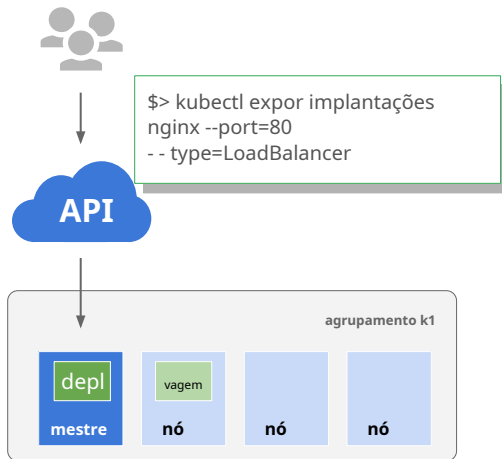 $> kubectl expor implantações
nginx --port=80
- - type=LoadBalancer
API
agrupamento k1
depl
vagem
mestre
nó
nó
nó